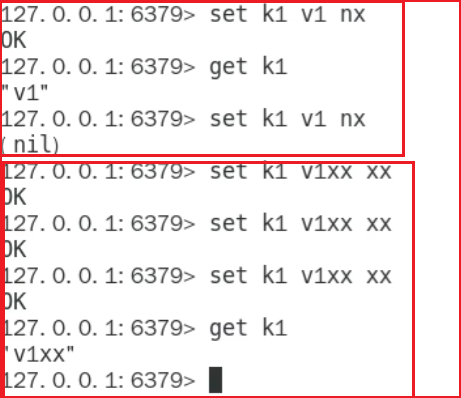 127.0.0.1:6379> set k1 v1 nx
OK
127.0.0.1:6379> get k1
"v1"
127.0.0.1:6379> set k1 v1 nx
(nil)
127.0.0.1:6379> set k1 v1xx xx
OK
127.0.0.1:6379> set k1 v1xx xx
OK
127.0.0.1:6379> set k1 v1xx xx
OK
127.0.0.1:6379> get k1
"v1xx"
127.0.0.1:6379>